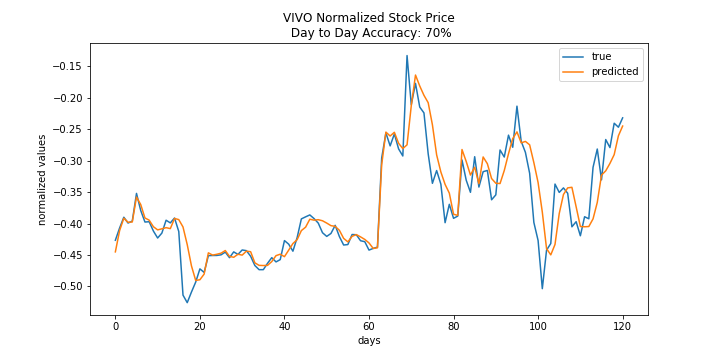 VIVO Normalized Stock Price
Day to Day Accuracy: 70%
true
predicted
−0.15
−0.20
−0.25
−0.30
−0.35
−0.40
−0.45
−0.50
normalized values
0
20
40
60
80
100
120
days